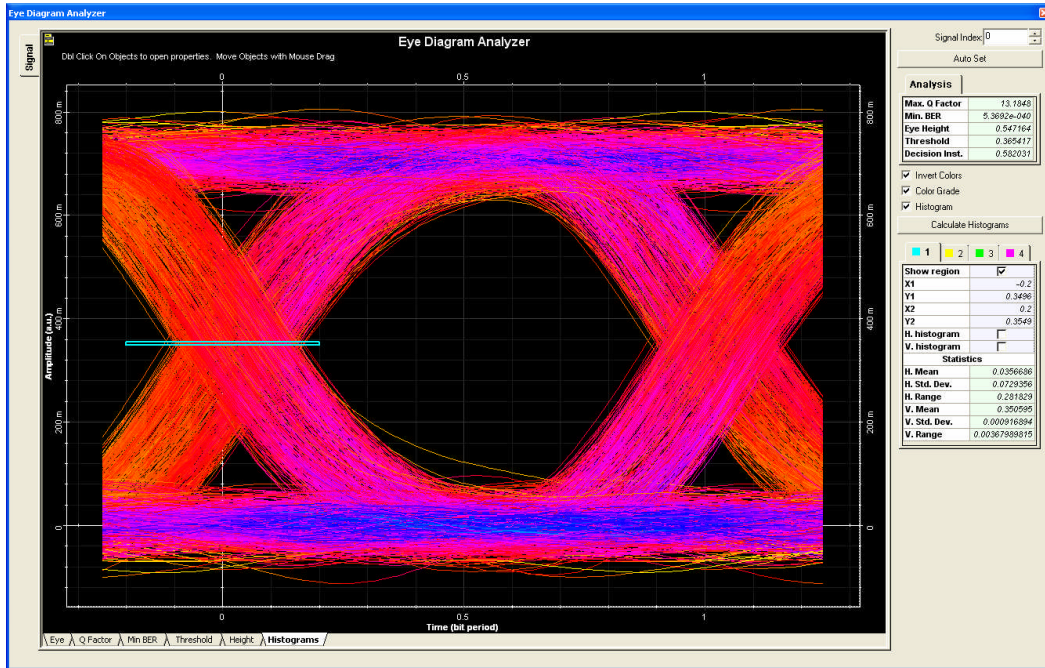 Eye Diagram Analyzer
Signal
Eye Diagram Analyzer
Dbl Click On Objects to open properties. Move Objects with Mouse Drag
0 0.5 1
800 m 800 m
600 m 600 m
400 m 400 m
200 m 200 m
0 0
Amplitude (a.u.)
0 0.5 1
Time (bit period)
Eye Q Factor Min BER Threshold Height Histograms
Signal Index: 0
Auto Set
Analysis
Max. Q Factor 13.1848
Min. BER 5.3692e-040
Eye Height 0.547164
Threshold 0.365417
Decision Inst. 0.582031
Invert Colors
Color Grade
Histogram
Calculate Histograms
1 2 3 4
Show region
X1 -0.2
Y1 0.3496
X2 0.2
Y2 0.3549
H. histogram
V. histogram
Statistics
H. Mean 0.0356686
H. Std. Dev. 0.0729356
H. Range 0.281829
V. Mean 0.350595
V. Std. Dev. 0.000916894
V. Range 0.00367989815